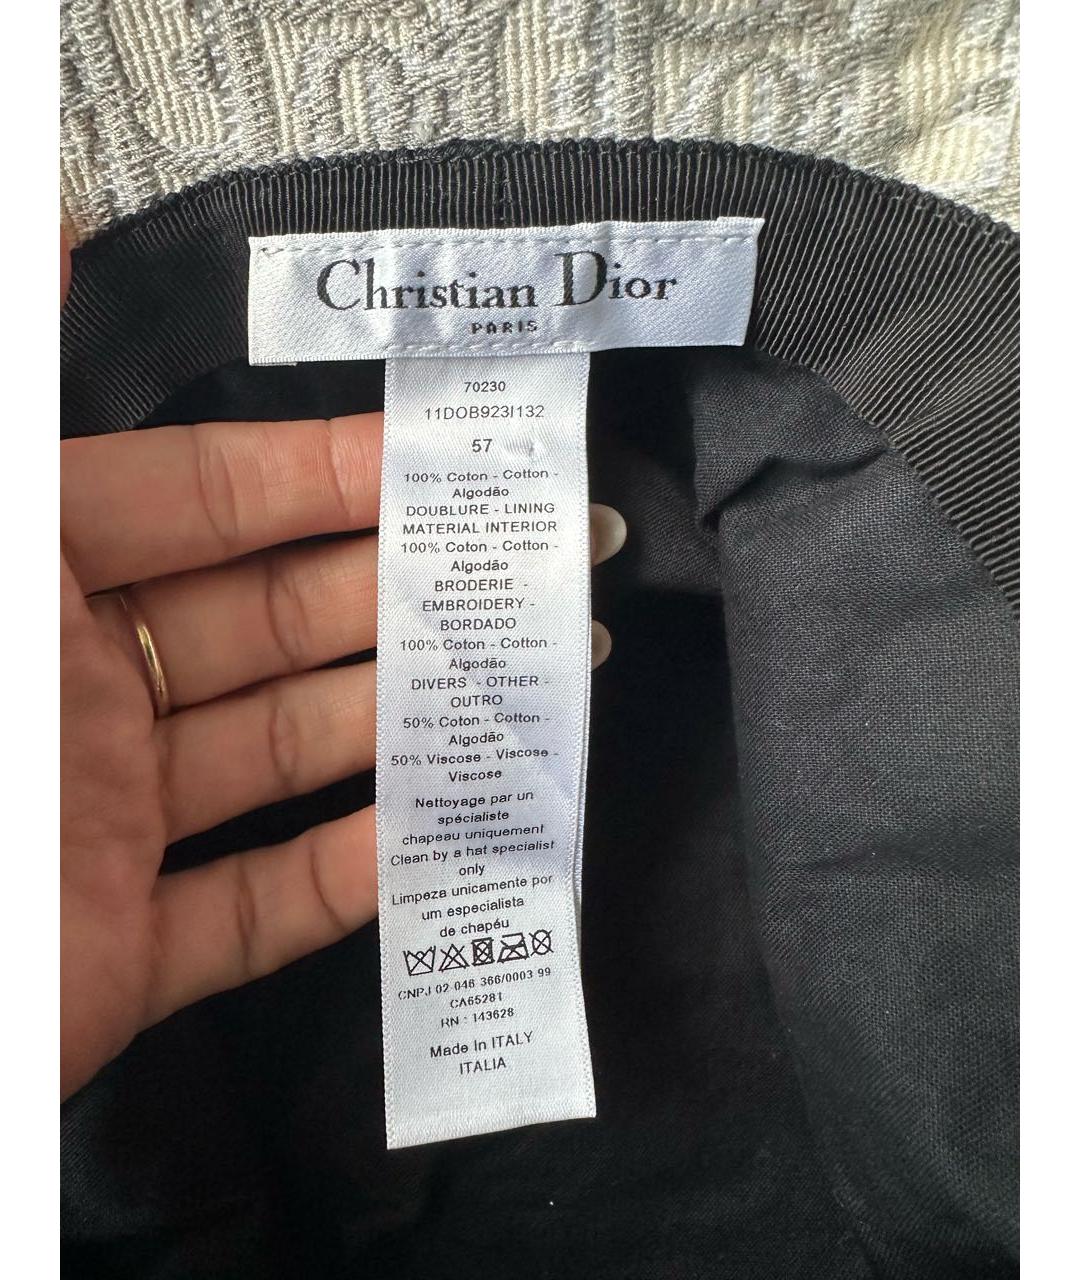 Christian Dior
PARIS
70230
11DOB923I132
57
100% Coton - Cotton -
Algodão
DOUBLURE - LINING
MATERIAL INTERIOR
100% Coton - Cotton -
Algodão
BRODERIE -
EMBROIDERY -
BORDADO
100% Coton - Cotton -
Algodão
DIVERS - OTHER -
OUTRO
50% Coton - Cotton -
Algodão
50% Viscose - Viscose -
Viscose
Nettoyage par un
spécialiste
chapeau uniquement
Clean by a hat specialist
only
Limpeza unicamente por
um especialista
de chapéu
CNPJ 02 046 366/0003 99
CA65281
RN : 143628
Made In ITALY
ITALIA